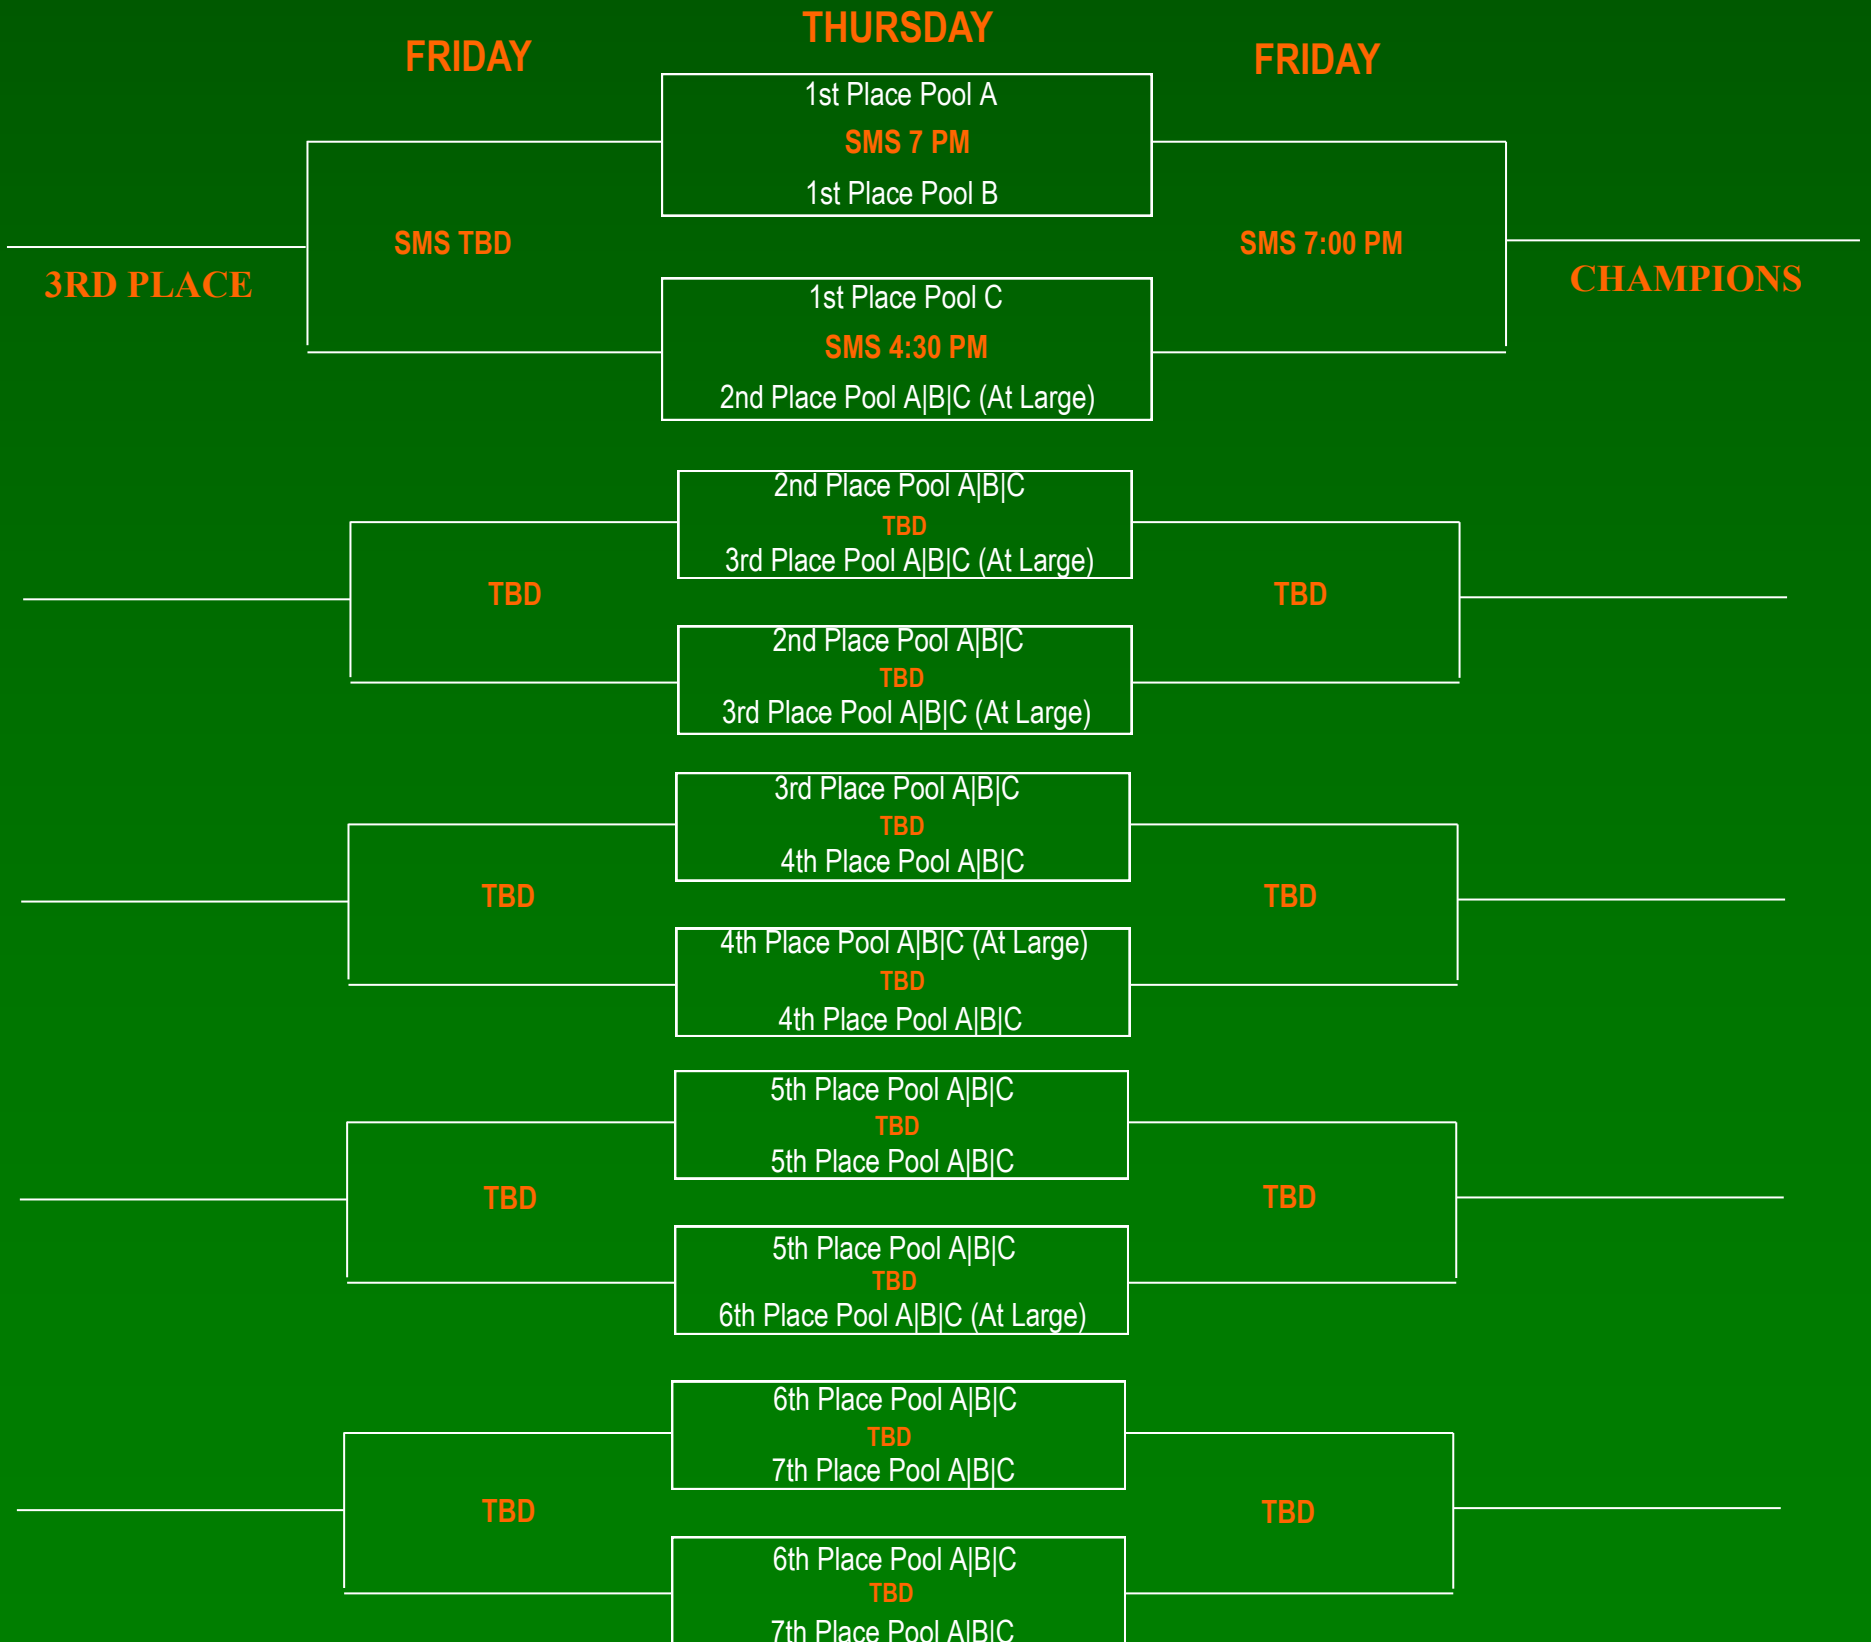 THURSDAY
FRIDAY
FRIDAY
1st Place Pool A
SMS 7 PM
1st Place Pool B
SMS TBD
SMS 7:00 PM
3RD PLACE
CHAMPIONS
1st Place Pool C
SMS 4:30 PM
2nd Place Pool A|B|C (At Large)
2nd Place Pool A|B|C
TBD
3rd Place Pool A|B|C (At Large)
TBD
TBD
2nd Place Pool A|B|C
TBD
3rd Place Pool A|B|C (At Large)
3rd Place Pool A|B|C
TBD
4th Place Pool A|B|C
TBD
TBD
4th Place Pool A|B|C (At Large)
TBD
4th Place Pool A|B|C
5th Place Pool A|B|C
TBD
5th Place Pool A|B|C
TBD
TBD
5th Place Pool A|B|C
TBD
6th Place Pool A|B|C (At Large)
6th Place Pool A|B|C
TBD
7th Place Pool A|B|C
TBD
TBD
6th Place Pool A|B|C
TBD
7th Place Pool A|B|C